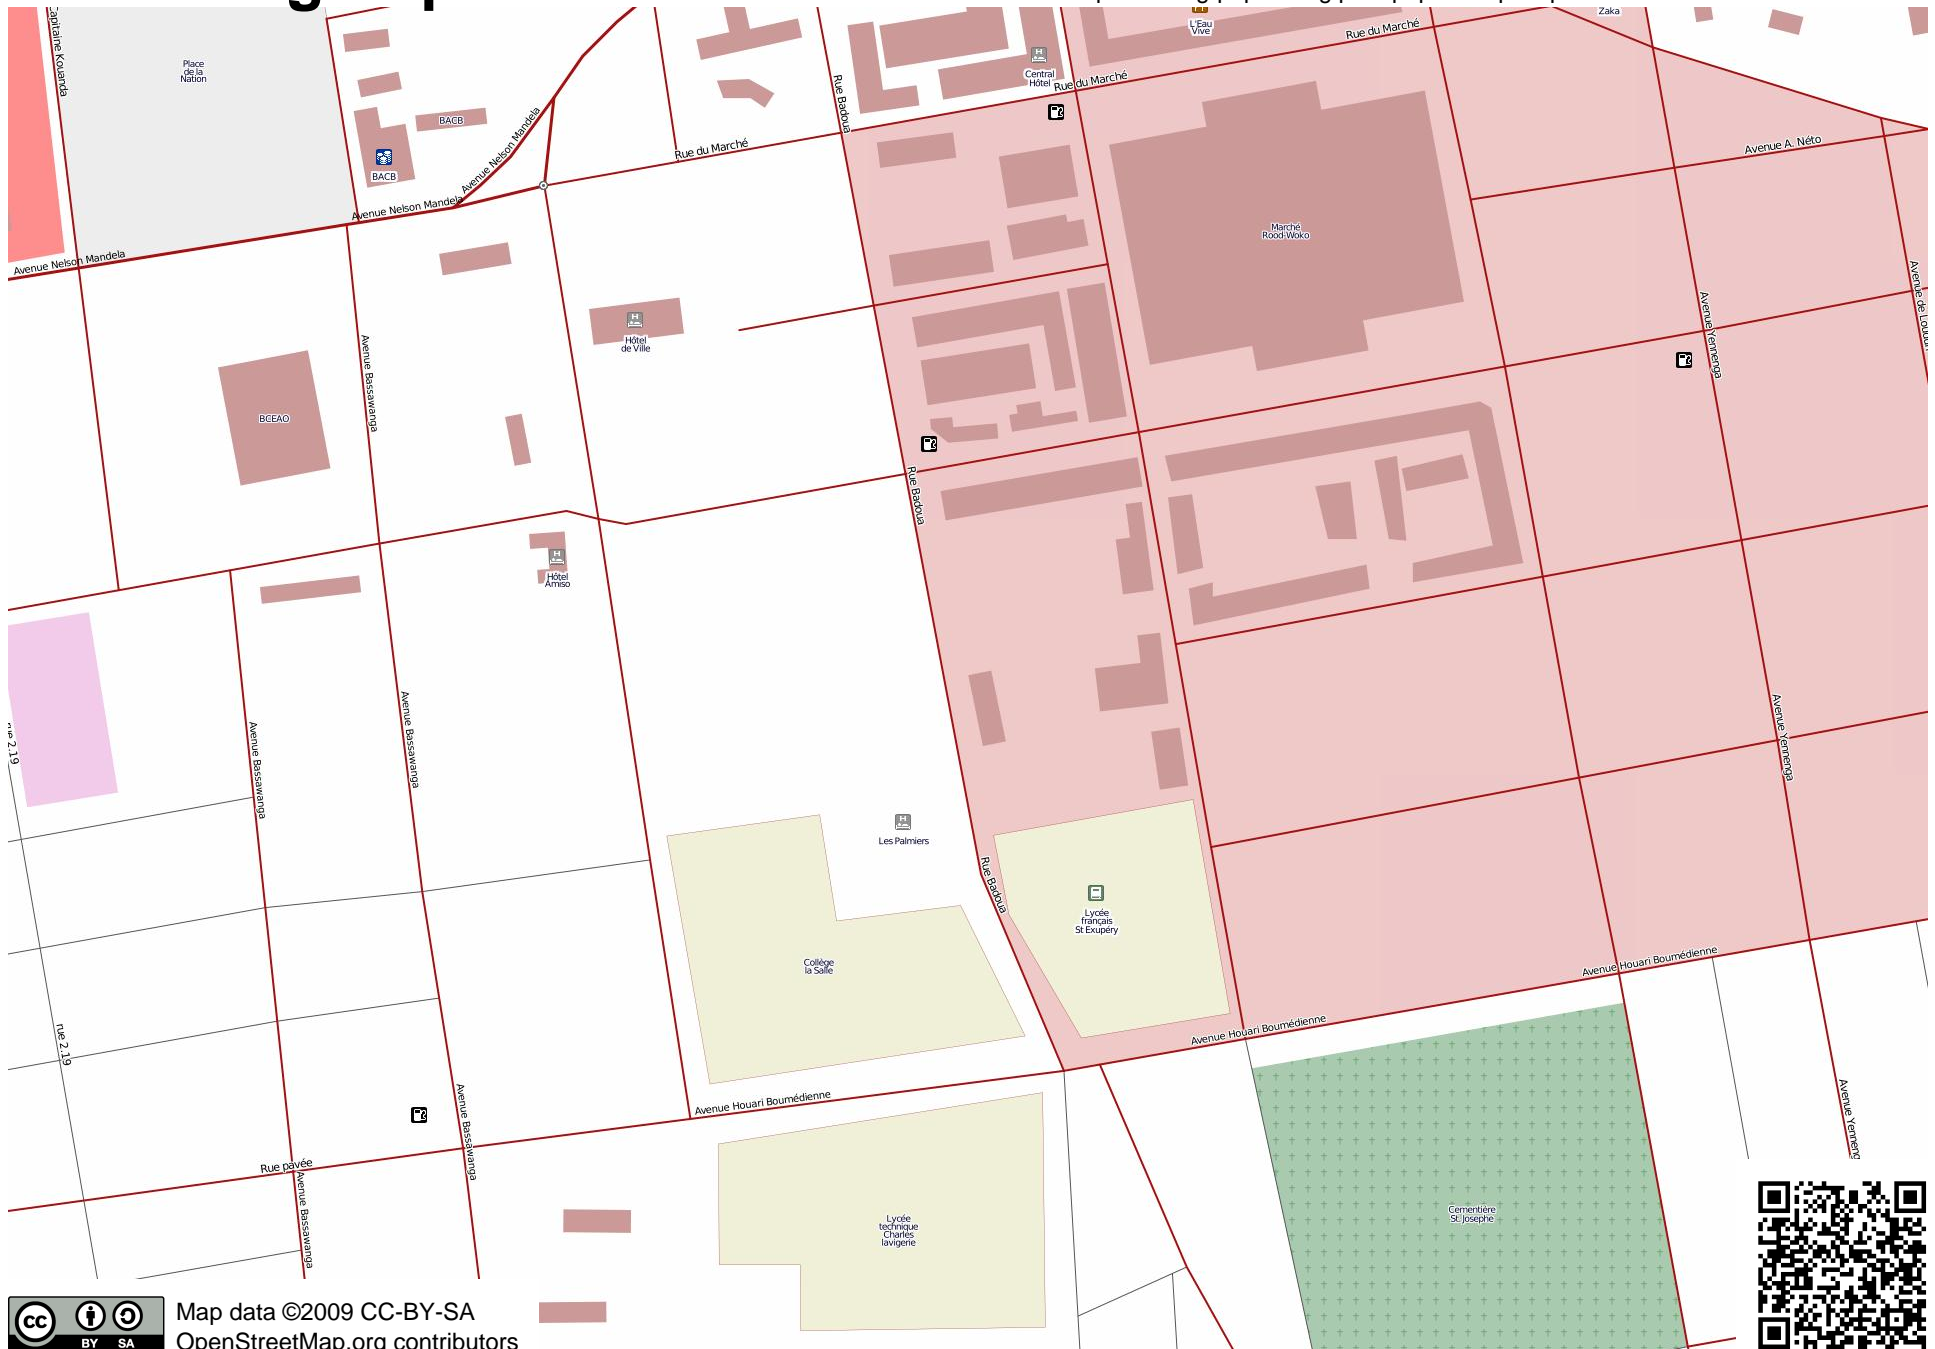 Capitaine Kouanda
Place
de la
Nation
BACB
BACB
Avenue Nelson Mandela
Avenue Nelson Mandela
Avenue Nelson Mandela
Rue du Marché
Rue Badoua
Central
Hôtel
Rue du Marché
L'Eau
Vive
Rue du Marché
Zaka
Avenue A. Néto
Marché
Rood-Woko
Avenue Yennenga
Avenue de
Hôtel
de Ville
BCEAO
Avenue Bassawanga
Rue Badoua
Hôtel
Amiso
rue 2.19
Avenue Bassawanga
Avenue Bassawanga
Avenue Yennenga
Les Palmiers
Rue Badoua
Lycée
français
St Exupéry
Collège
la Salle
Avenue Houari Boumédienne
Avenue Houari Boumédienne
rue 2.19
Avenue Houari Boumédienne
Avenue Bassawanga
Rue pavée
Avenue Bassawanga
Avenue Yenneng
Lycée
technique
Charles
lavigerie
Cementière
St. Josephe
cc BY SA
Map data ©2009 CC-BY-SA
OpenStreetMap.org contributors